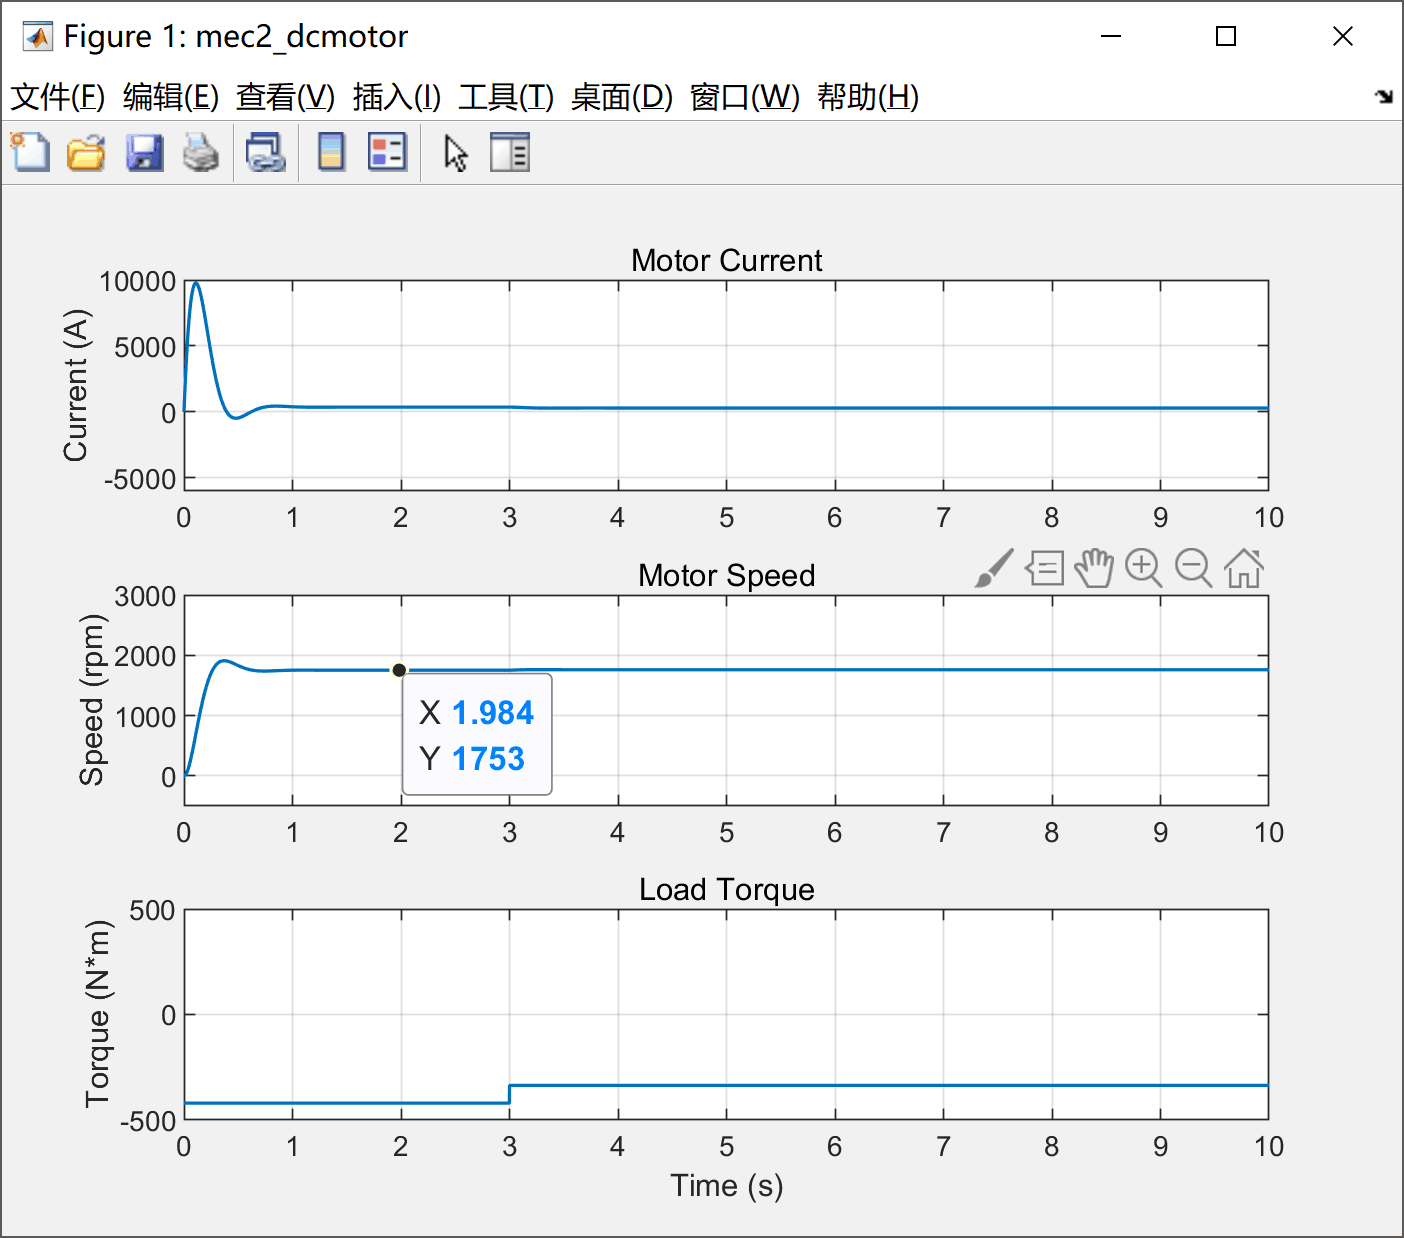 Figure 1: mec2_dcmotor
文件(F) 编辑(E) 查看(V) 插入(I) 工具(T) 桌面(D) 窗口(W) 帮助(H)
Motor Current
Current (A)
10000
5000
0
-5000
0 1 2 3 4 5 6 7 8 9 10
Motor Speed
Speed (rpm)
3000
2000
1000
0
X 1.984
Y 1753
0 1 2 3 4 5 6 7 8 9 10
Load Torque
Torque (N*m)
500
0
-500
0 1 2 3 4 5 6 7 8 9 10
Time (s)